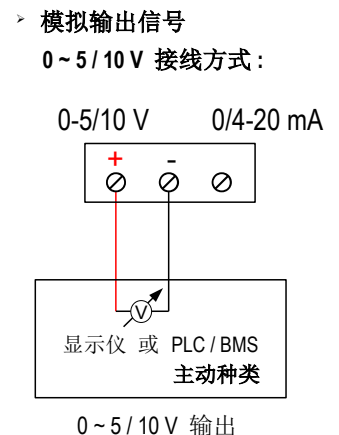 ➢ 模拟输出信号
0 ~ 5 / 10 V 接线方式 :
0-5/10 V 0/4-20 mA
+ -
V
显示仪 或 PLC / BMS
主动种类
0 ~ 5 / 10 V 输出